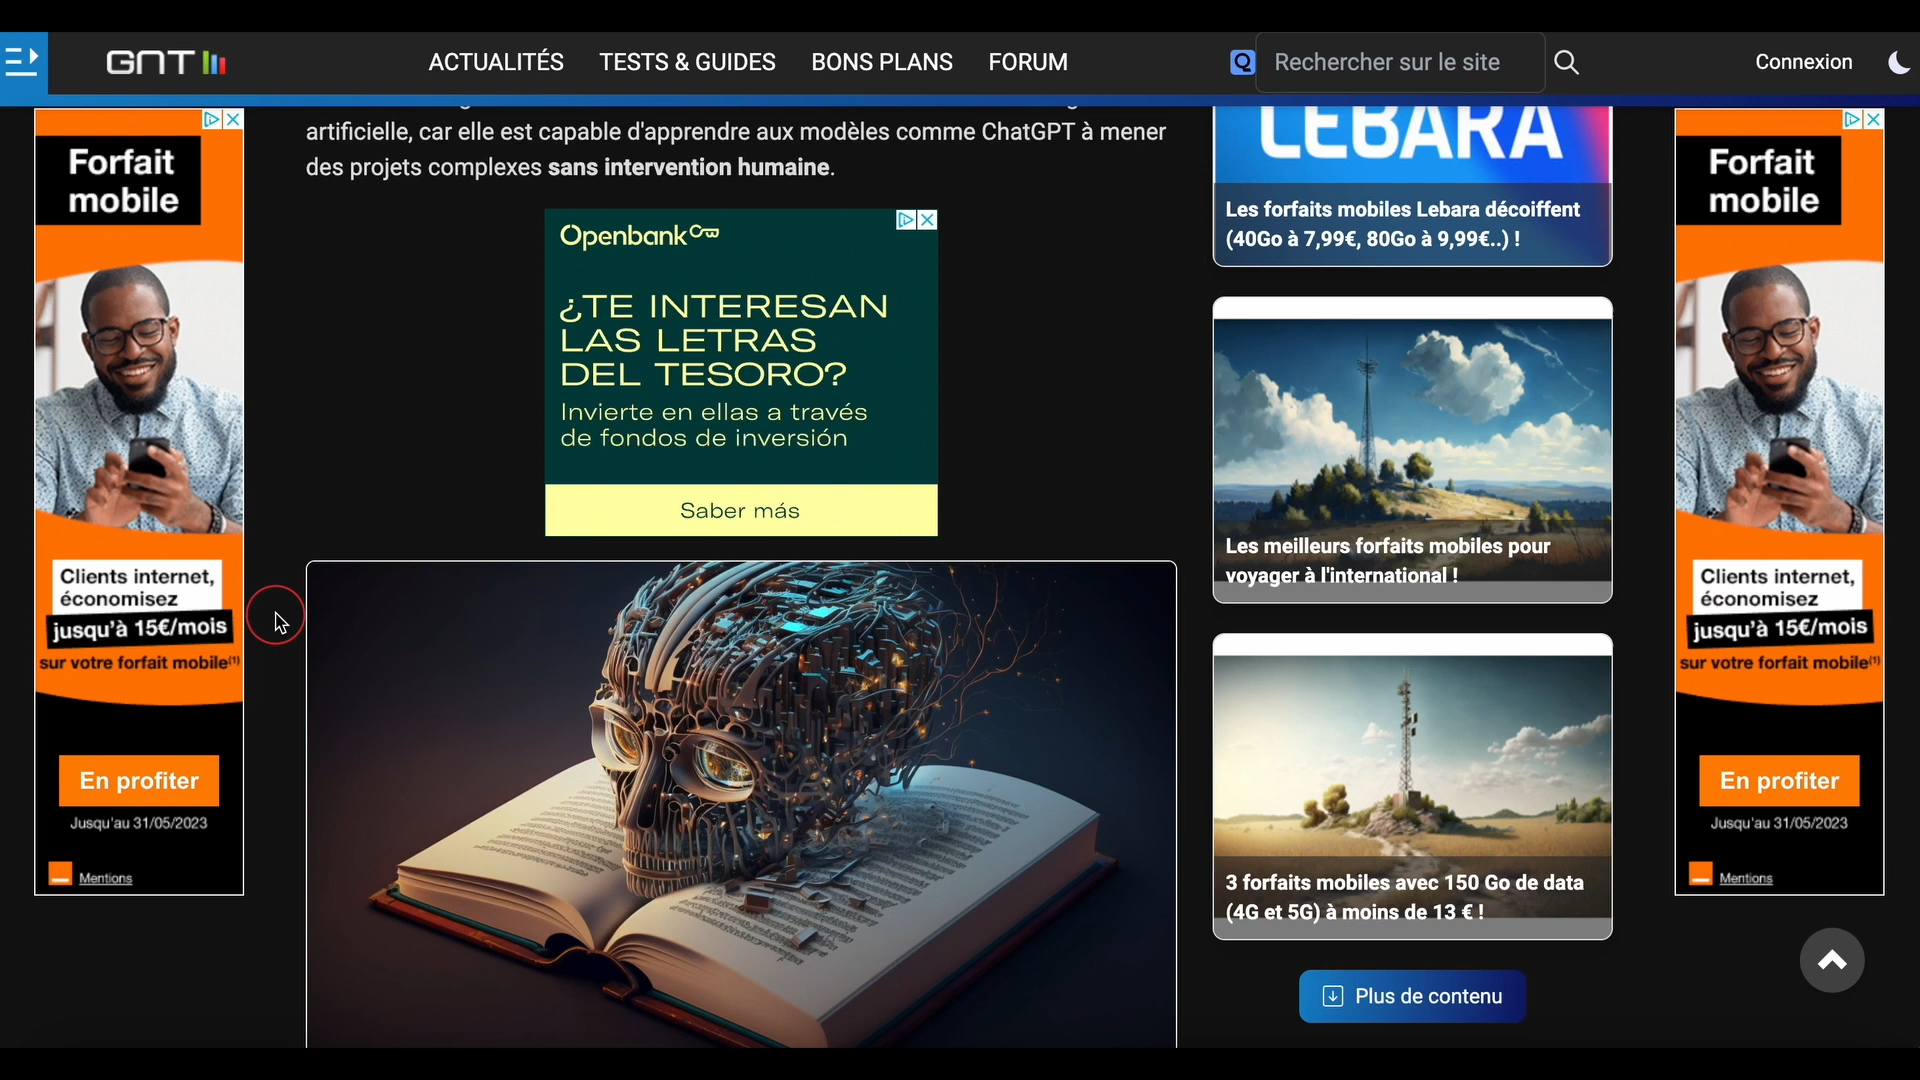 GNT
ACTUALITÉS
TESTS & GUIDES
BONS PLANS
FORUM
Q
Rechercher sur le site
Connexion
Forfait
mobile
Clients internet,
économisez
jusqu'à 15€/mois
sur votre forfait mobile(1)
En profiter
Jusqu'au 31/05/2023
Mentions
artificielle, car elle est capable d'apprendre aux modèles comme ChatGPT à mener
des projets complexes sans intervention humaine.
Openbank
¿TE INTERESAN
LAS LETRAS
DEL TESORO?
Invierte en ellas a través
de fondos de inversión
Saber más
LEBARA
Les forfaits mobiles Lebara décoiffent
(40Go à 7,99€, 80Go à 9,99€..) !
Les meilleurs forfaits mobiles pour
voyager à l'international !
3 forfaits mobiles avec 150 Go de data
(4G et 5G) à moins de 13 € !
Plus de contenu
Forfait
mobile
Clients internet,
économisez
jusqu'à 15€/mois
sur votre forfait mobile(1)
En profiter
Jusqu'au 31/05/2023
Mentions